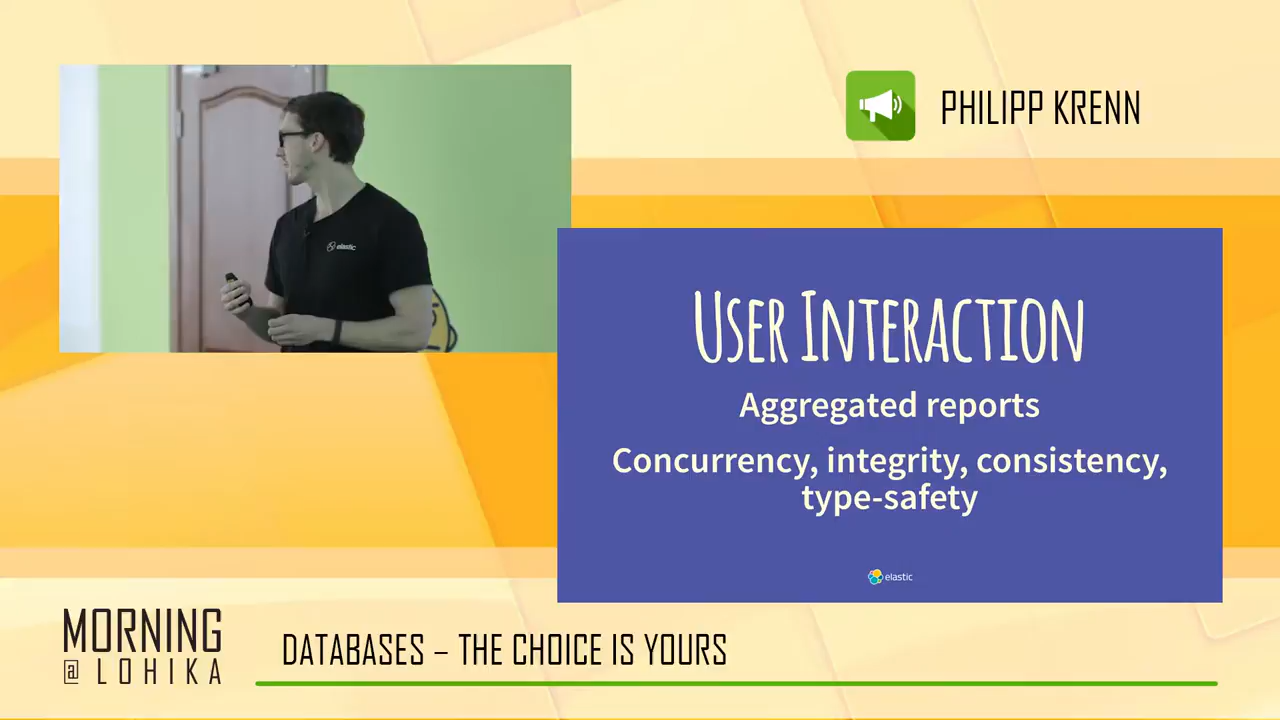 PHILIPP KRENN
elastic
USER INTERACTION
Aggregated reports
Concurrency, integrity, consistency,
type-safety
elastic
MORNING
@ LOHIKA
DATABASES – THE CHOICE IS YOURS